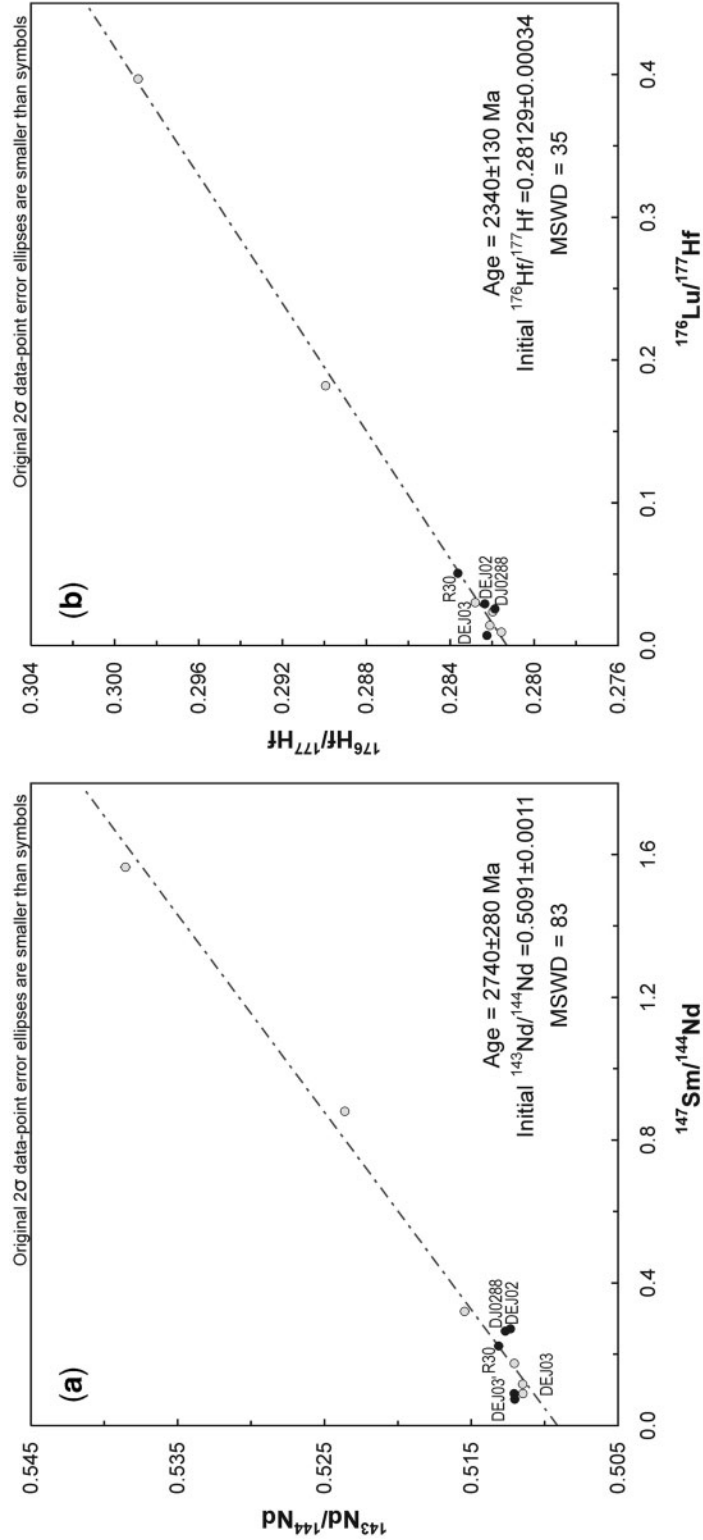 Original 2σ data-point error ellipses are smaller than symbols
(a)
0.545
0.535
0.525
0.515
0.505
¹⁴³Nd/¹⁴⁴Nd
DEJ03'
R30
DJ0288
DEJ02
DEJ03
Age = 2740±280 Ma
Initial ¹⁴³Nd/¹⁴⁴Nd =0.5091±0.0011
MSWD = 83
0.0
0.4
0.8
1.2
1.6
¹⁴⁷Sm/¹⁴⁴Nd
Original 2σ data-point error ellipses are smaller than symbols
(b)
0.304
0.300
0.296
0.292
0.288
0.284
0.280
0.276
¹⁷⁶Hf/¹⁷⁷Hf
DEJ03
R30
DEJ02
DJ0288
Age = 2340±130 Ma
Initial ¹⁷⁶Hf/¹⁷⁷Hf =0.28129±0.00034
MSWD = 35
0.0
0.1
0.2
0.3
0.4
¹⁷⁶Lu/¹⁷⁷Hf